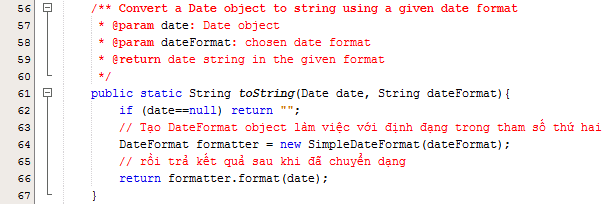 56 /** Convert a Date object to string using a given date format
57 * @param date: Date object
58 * @param dateFormat: chosen date format
59 * @return date string in the given format
60 */
61 public static String toString(Date date, String dateFormat){
62 if (date==null) return "";
63 // Tạo DateFormat object làm việc với định dạng trong tham số thứ hai
64 DateFormat formatter = new SimpleDateFormat(dateFormat);
65 // rồi trả kết quả sau khi đã chuyển dạng
66 return formatter.format(date);
67 }